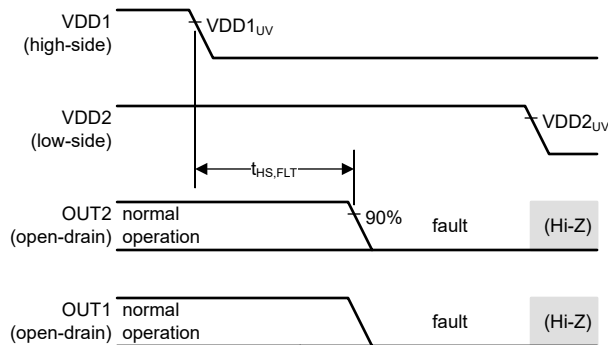 VDD1
(high-side)
VDD1UV
VDD2
(low-side)
VDD2UV
tHS,FLT
OUT2
(open-drain)
normal
operation
90%
fault
(Hi-Z)
OUT1
(open-drain)
normal
operation
fault
(Hi-Z)